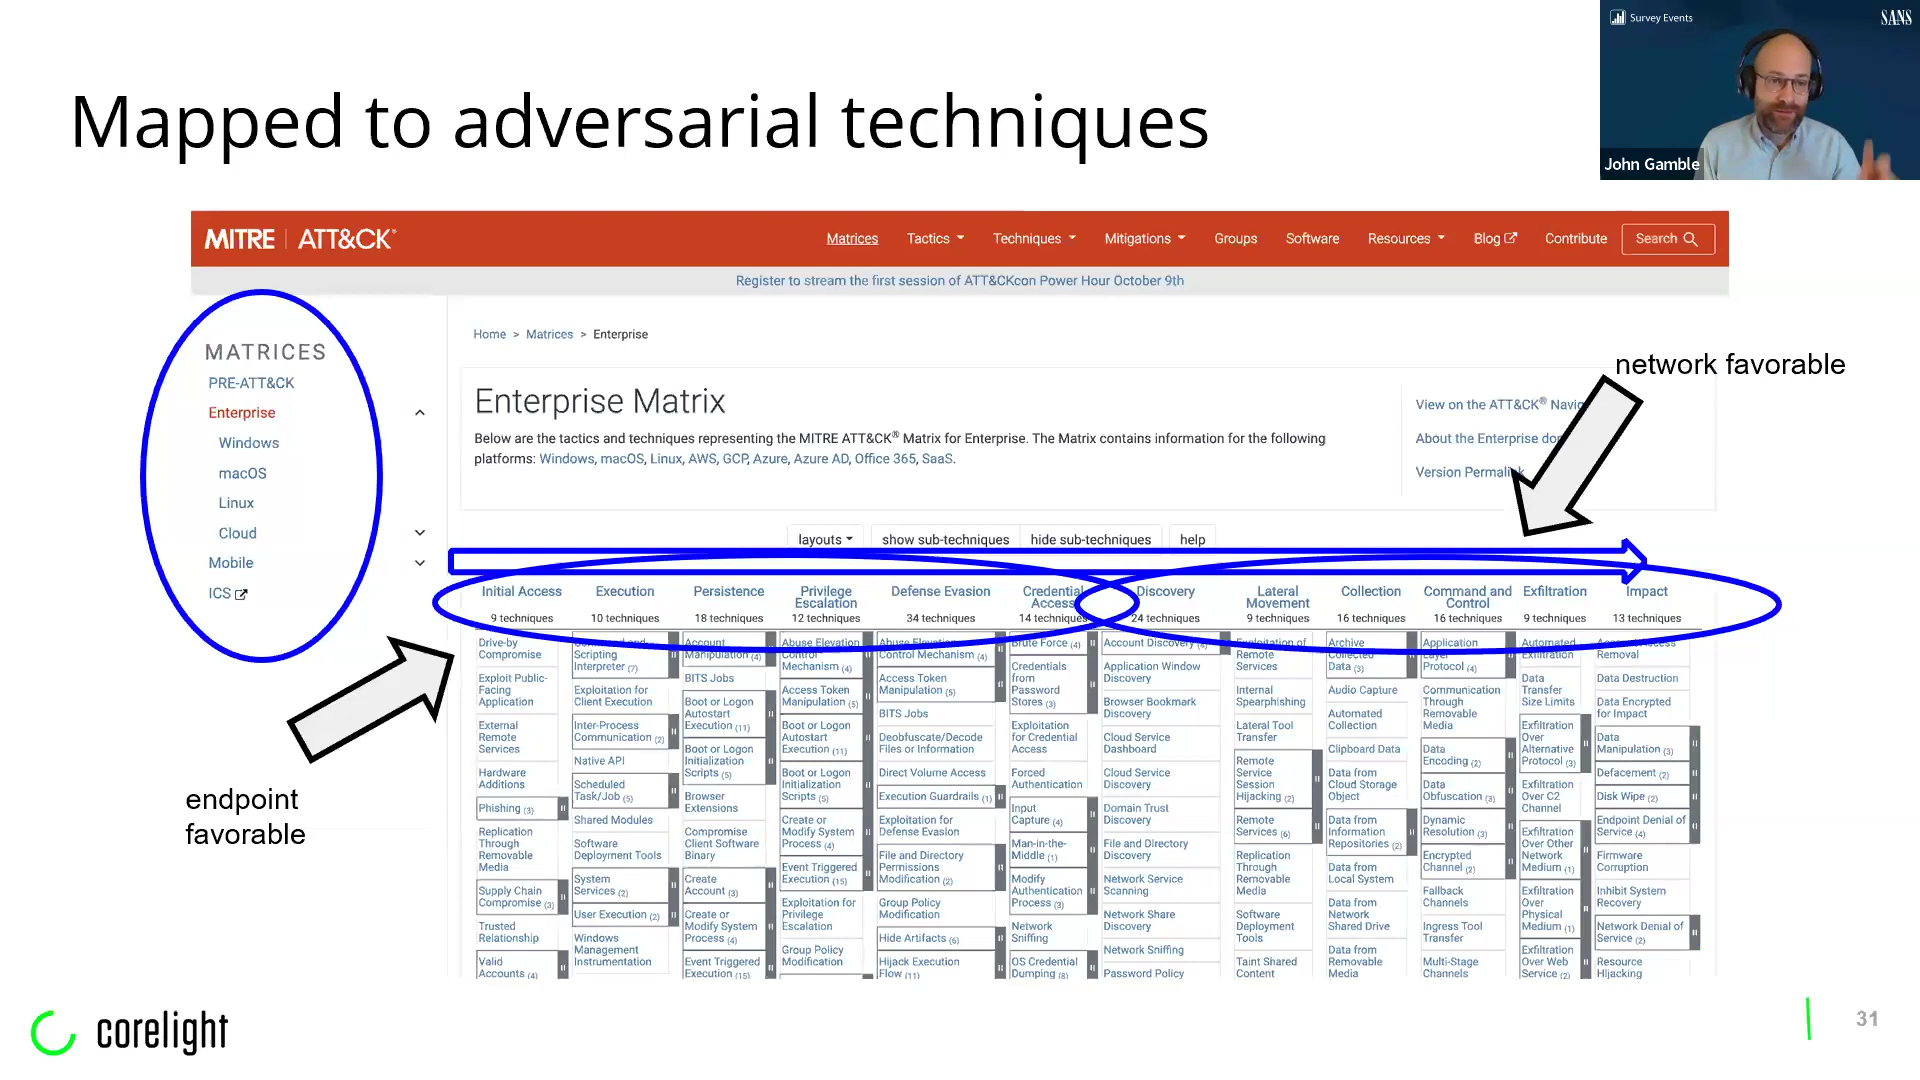 Survey Events
SANS
John Gamble
Mapped to adversarial techniques
MITRE | ATT&CK®
Matrices
Tactics
Techniques
Mitigations
Groups
Software
Resources
Blog
Contribute
Search
Register to stream the first session of ATT&CKcon Power Hour October 9th
MATRICES
PRE-ATT&CK
Enterprise
Windows
macOS
Linux
Cloud
Mobile
ICS
Home > Matrices > Enterprise
network favorable
Enterprise Matrix
Below are the tactics and techniques representing the MITRE ATT&CK® Matrix for Enterprise. The Matrix contains information for the following
platforms: Windows, macOS, Linux, AWS, GCP, Azure, Azure AD, Office 365, SaaS.
View on the ATT&CK®
About the Enterprise
Version
layouts
show sub-techniques
hide sub-techniques
help
endpoint
favorable
Initial Access
9 techniques
Drive-by
Compromise
Exploit Public-
Facing
Application
External
Remote
Services
Hardware
Additions
Phishing (3)
Replication
Through
Removable
Media
Supply Chain
Compromise (3)
Trusted
Relationship
Valid
Accounts (4)
Execution
10 techniques
Command and
Scripting
Interpreter (7)
Exploitation for
Client Execution
Inter-Process
Communication (2)
Native API
Scheduled
Task/Job (5)
Shared Modules
Software
Deployment Tools
System
Services (2)
User Execution (2)
Windows
Management
Instrumentation
Persistence
18 techniques
Account
Manipulation (4)
BITS Jobs
Boot or Logon
Autostart
Execution (11)
Boot or Logon
Initialization
Scripts (5)
Browser
Extensions
Compromise
Client Software
Binary
Create
Account (3)
Create or
Modify System
Process (4)
Event Triggered
Execution (15)
Privilege
Escalation
12 techniques
Abuse Elevation
Control
Mechanism (4)
Access Token
Manipulation (5)
Boot or Logon
Autostart
Execution (11)
Boot or Logon
Initialization
Scripts (5)
Create or
Modify System
Process (4)
Event Triggered
Execution (15)
Exploitation for
Privilege
Escalation
Group Policy
Modification
Defense Evasion
34 techniques
Abuse Elevation
Control Mechanism (4)
Access Token
Manipulation (5)
BITS Jobs
Deobfuscate/Decode
Files or Information
Direct Volume Access
Execution Guardrails (1)
Exploitation for
Defense Evasion
File and Directory
Permissions
Modification (2)
Group Policy
Modification
Hide Artifacts (6)
Hijack Execution
Flow (11)
Credential
Access
14 techniques
Brute Force (4)
Credentials
from
Password
Stores (3)
Exploitation
for Credential
Access
Forced
Authentication
Input
Capture (4)
Man-in-the-
Middle (1)
Modify
Authentication
Process (3)
Network
Sniffing
OS Credential
Dumping (8)
Discovery
24 techniques
Account Discovery (4)
Application Window
Discovery
Browser Bookmark
Discovery
Cloud Service
Dashboard
Cloud Service
Discovery
Domain Trust
Discovery
File and Directory
Discovery
Network Service
Scanning
Network Share
Discovery
Network Sniffing
Password Policy
Lateral
Movement
9 techniques
Exploitation of
Remote
Services
Internal
Spearphishing
Lateral Tool
Transfer
Remote
Service
Session
Hijacking (2)
Remote
Services (6)
Replication
Through
Removable
Media
Software
Deployment
Tools
Taint Shared
Content
Collection
16 techniques
Archive
Collected
Data (3)
Audio Capture
Automated
Collection
Clipboard Data
Data from
Cloud Storage
Object
Data from
Information
Repositories (2)
Data from
Local System
Data from
Network
Shared Drive
Data from
Removable
Media
Command and
Control
16 techniques
Application
Layer
Protocol (4)
Communication
Through
Removable
Media
Data
Encoding (2)
Data
Obfuscation (3)
Dynamic
Resolution (3)
Encrypted
Channel (2)
Fallback
Channels
Ingress Tool
Transfer
Multi-Stage
Channels
Exfiltration
9 techniques
Automated
Exfiltration
Data
Transfer
Size Limits
Exfiltration
Over
Alternative
Protocol (3)
Exfiltration
Over C2
Channel
Exfiltration
Over Other
Network
Medium (1)
Exfiltration
Over
Physical
Medium (1)
Exfiltration
Over Web
Service (2)
Impact
13 techniques
Account Access
Removal
Data Destruction
Data Encrypted
for Impact
Data
Manipulation (3)
Defacement (2)
Disk Wipe (2)
Endpoint Denial of
Service (4)
Firmware
Corruption
Inhibit System
Recovery
Network Denial of
Service (2)
Resource
Hijacking
corelight
31